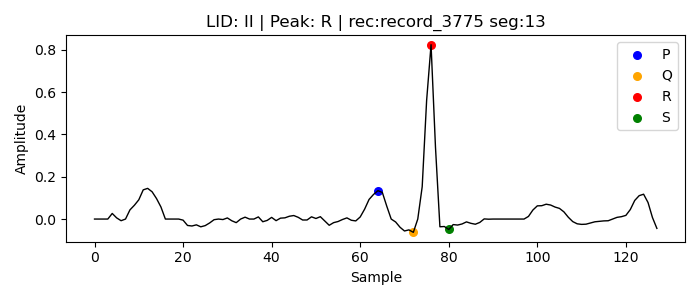 LID: II | Peak: R | rec:record_3775 seg:13
Amplitude
0.8
0.6
0.4
0.2
0.0
P
Q
R
S
0 20 40 60 80 100 120
Sample